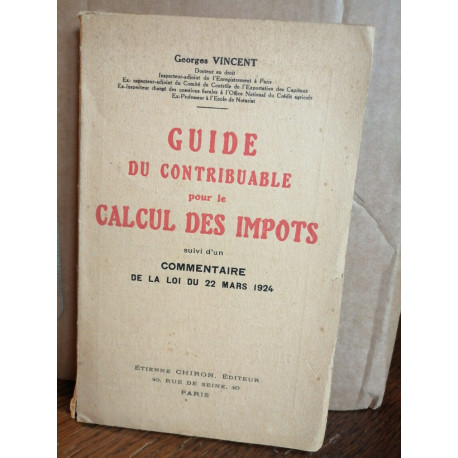 Georges VINCENT
Docteur en droit
Inspecteur-adjoint de l'Enregistrement à Paris
Ex-inspecteur-adjoint du Comité de Contrôle de l'Exportation des Capitaux
Ex-Inspecteur chargé des questions fiscales à l'Office National du Crédit agricole
Ex-Professeur à l'Ecole de Notariat
GUIDE
DU CONTRIBUABLE
pour le
CALCUL DES IMPOTS
suivi d'un
COMMENTAIRE
DE LA LOI DU 22 MARS 1924
ÉTIENNE CHIRON, ÉDITEUR
40, RUE DE SEINE, 40
PARIS